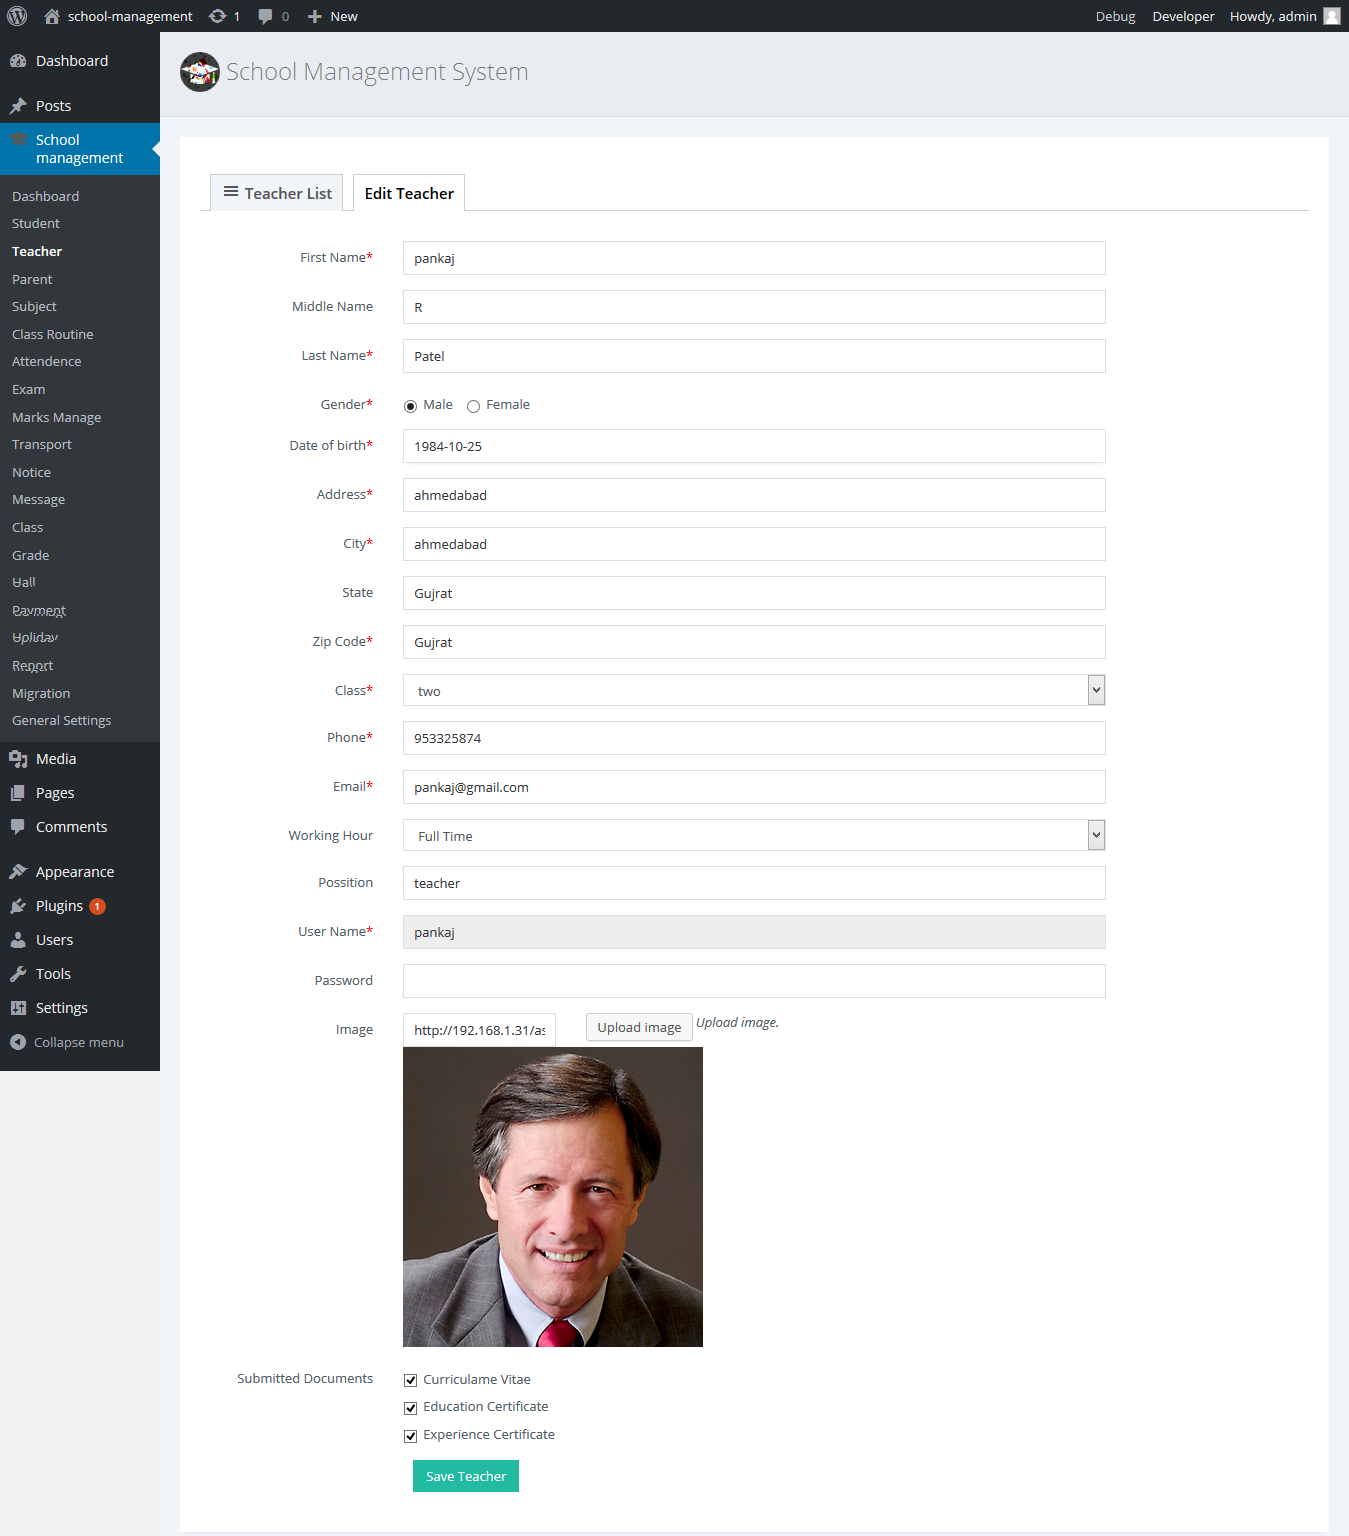 school-management 1 0 New Debug Developer Howdy, admin
Dashboard
Posts
School
management
Dashboard
Student
Teacher
Parent
Subject
Class Routine
Attendence
Exam
Marks Manage
Transport
Notice
Message
Class
Grade
Hall
Payment
Holiday
Report
Migration
General Settings
Media
Pages
Comments
Appearance
Plugins 1
Users
Tools
Settings
Collapse menu
School Management System
Teacher List Edit Teacher
First Name* pankaj
Middle Name R
Last Name* Patel
Gender* Male Female
Date of birth* 1984-10-25
Address* ahmedabad
City* ahmedabad
State Gujrat
Zip Code* Gujrat
Class* two
Phone* 953325874
Email* pankaj@gmail.com
Working Hour Full Time
Possition teacher
User Name* pankaj
Password
Image http://192.168.1.31/as Upload image Upload image.
Submitted Documents Curriculame Vitae
Education Certificate
Experience Certificate
Save Teacher